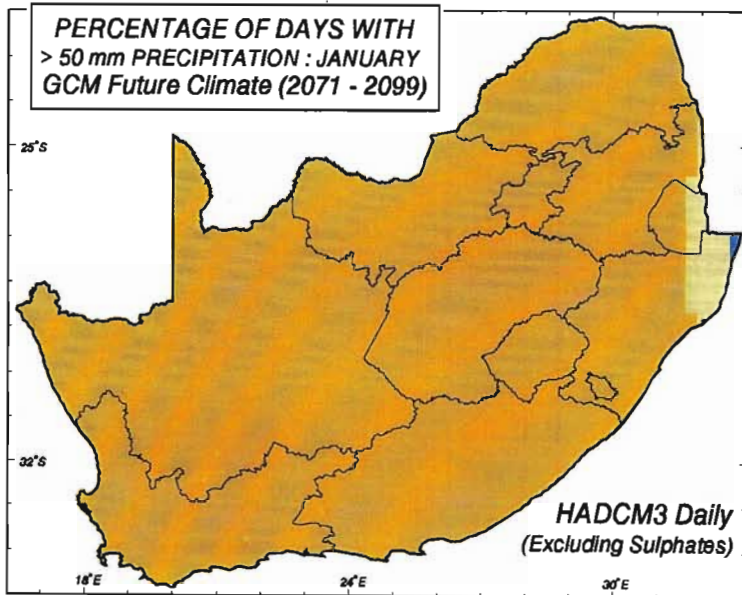 PERCENTAGE OF DAYS WITH
> 50 mm PRECIPITATION : JANUARY
GCM Future Climate (2071 - 2099)
25°S
32°S
HADCM3 Daily
(Excluding Sulphates)
18°E
24°E
30°E